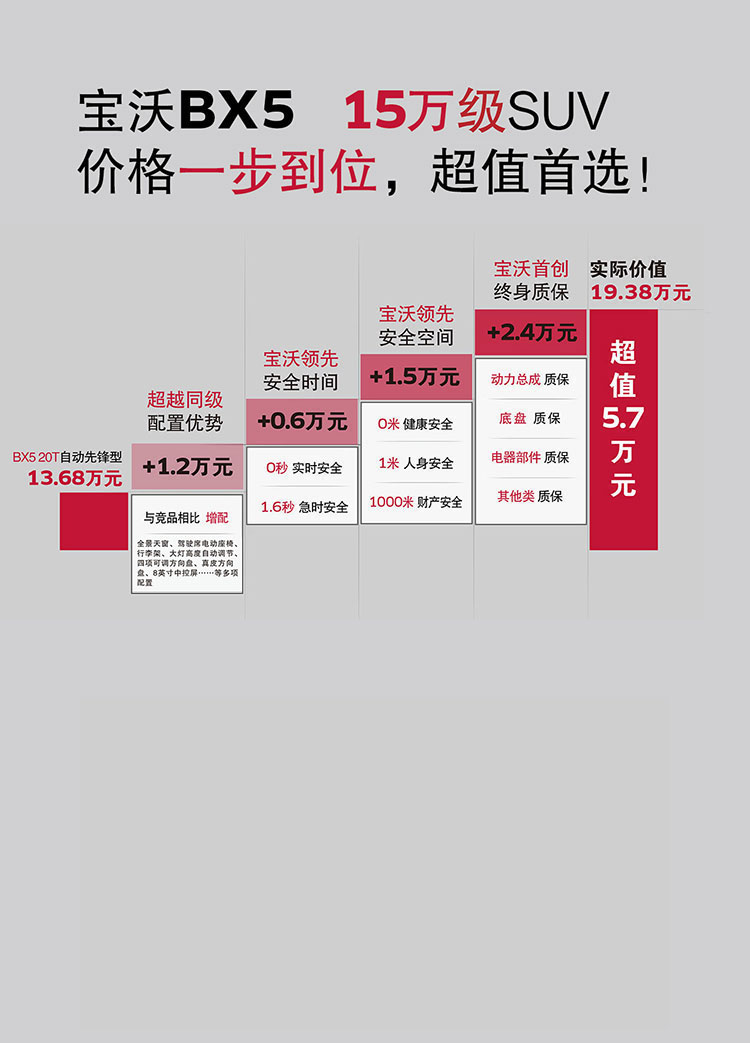 宝沃BX5 15万级SUV
价格一步到位，超值首选！
BX5 20T自动先锋型
13.68万元
超越同级
配置优势
+1.2万元
与竞品相比 增配
全景天窗、驾驶席电动座椅、
行李架、大灯高度自动调节、
四项可调方向盘、真皮方向
盘、8英寸中控屏……等多项
配置
宝沃领先
安全时间
+0.6万元
0秒 实时安全
1.6秒 急时安全
宝沃领先
安全空间
+1.5万元
0米 健康安全
1米 人身安全
1000米 财产安全
宝沃首创
终身质保
+2.4万元
动力总成 质保
底盘 质保
电器部件 质保
其他类 质保
实际价值
19.38万元
超
值
5.7
万
元